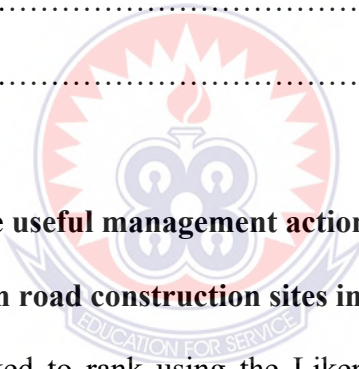 ……………………………………
……………………………………
e useful management action
n road construction sites in
EDUCATION FOR SERVICE
ked to rank using the Liker